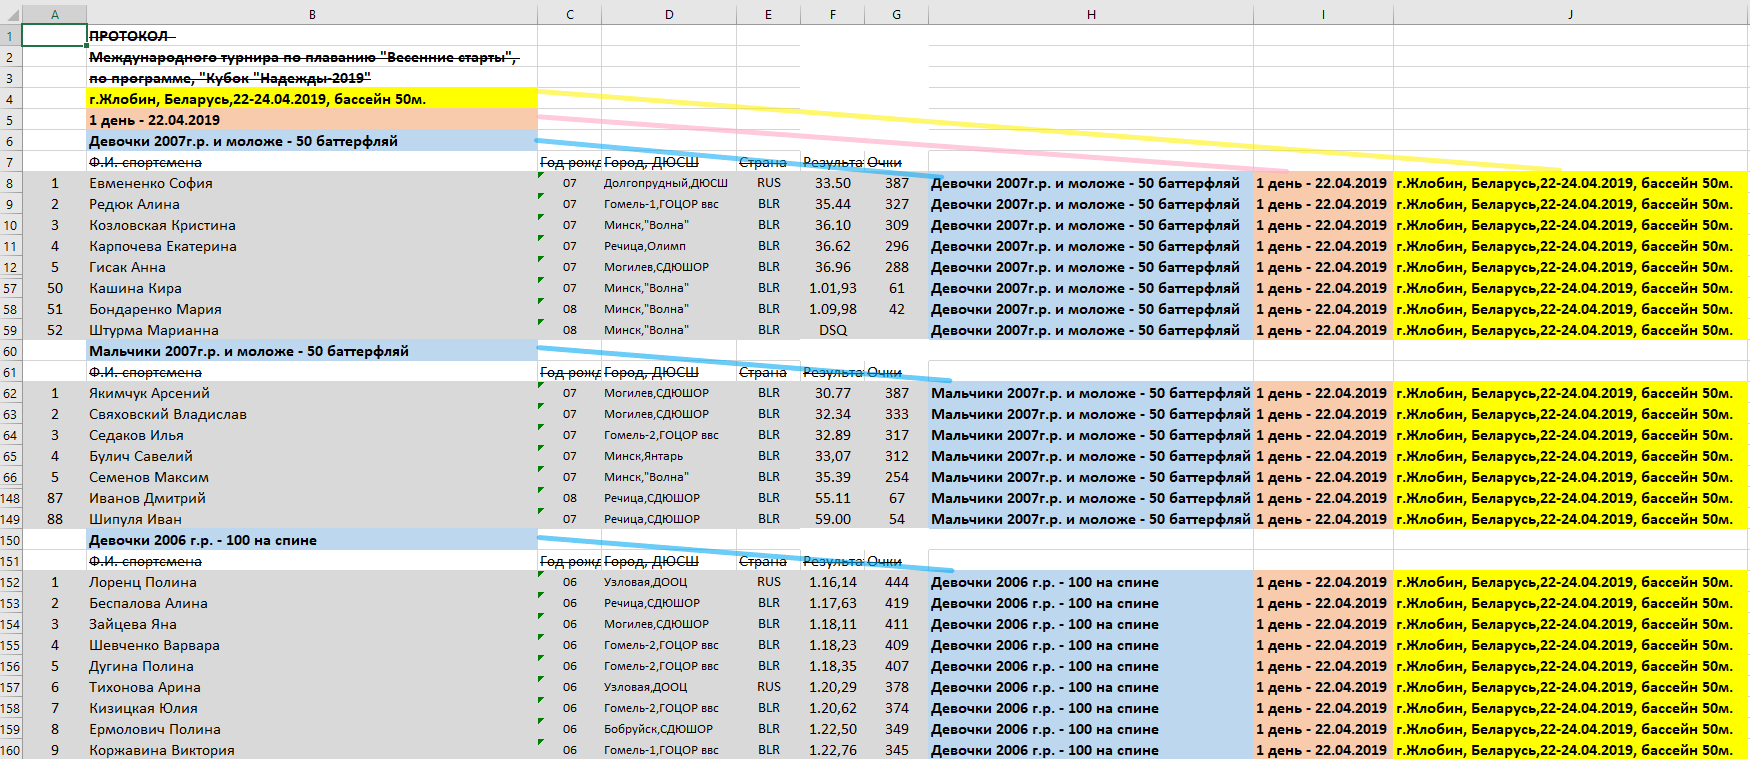 A B C D E F G H I J
1 ПРОТОКОЛ
2 Международного турнира по плаванию "Весенние старты",
3 по программе, "Кубок "Надежды-2019"
4 г.Жлобин, Беларусь,22-24.04.2019, бассейн 50м.
5 1 день - 22.04.2019
6 Девочки 2007г.р. и моложе - 50 баттерфляй
7 Ф.И. спортсмена Год рожд Город, ДЮСШ Страна Результа Очки
8 1 Евмененко София 07 Долгопрудный,ДЮСШ RUS 33.50 387 Девочки 2007г.р. и моложе - 50 баттерфляй 1 день - 22.04.2019 г.Жлобин, Беларусь,22-24.04.2019, бассейн 50м.
9 2 Редюк Алина 07 Гомель-1,ГОЦОР ввс BLR 35.44 327 Девочки 2007г.р. и моложе - 50 баттерфляй 1 день - 22.04.2019 г.Жлобин, Беларусь,22-24.04.2019, бассейн 50м.
10 3 Козловская Кристина 07 Минск,"Волна" BLR 36.10 309 Девочки 2007г.р. и моложе - 50 баттерфляй 1 день - 22.04.2019 г.Жлобин, Беларусь,22-24.04.2019, бассейн 50м.
11 4 Карпочева Екатерина 07 Речица,Олимп BLR 36.62 296 Девочки 2007г.р. и моложе - 50 баттерфляй 1 день - 22.04.2019 г.Жлобин, Беларусь,22-24.04.2019, бассейн 50м.
12 5 Гисак Анна 07 Могилев,СДЮШОР BLR 36.96 288 Девочки 2007г.р. и моложе - 50 баттерфляй 1 день - 22.04.2019 г.Жлобин, Беларусь,22-24.04.2019, бассейн 50м.
57 50 Кашина Кира 07 Минск,"Волна" BLR 1.01,93 61 Девочки 2007г.р. и моложе - 50 баттерфляй 1 день - 22.04.2019 г.Жлобин, Беларусь,22-24.04.2019, бассейн 50м.
58 51 Бондаренко Мария 08 Минск,"Волна" BLR 1.09,98 42 Девочки 2007г.р. и моложе - 50 баттерфляй 1 день - 22.04.2019 г.Жлобин, Беларусь,22-24.04.2019, бассейн 50м.
59 52 Штурма Марианна 08 Минск,"Волна" BLR DSQ Девочки 2007г.р. и моложе - 50 баттерфляй 1 день - 22.04.2019 г.Жлобин, Беларусь,22-24.04.2019, бассейн 50м.
60 Мальчики 2007г.р. и моложе - 50 баттерфляй
61 Ф.И. спортсмена Год рожд Город, ДЮСШ Страна Результа Очки
62 1 Якимчук Арсений 07 Могилев,СДЮШОР BLR 30.77 387 Мальчики 2007г.р. и моложе - 50 баттерфляй 1 день - 22.04.2019 г.Жлобин, Беларусь,22-24.04.2019, бассейн 50м.
63 2 Свяховский Владислав 07 Могилев,СДЮШОР BLR 32.34 333 Мальчики 2007г.р. и моложе - 50 баттерфляй 1 день - 22.04.2019 г.Жлобин, Беларусь,22-24.04.2019, бассейн 50м.
64 3 Седаков Илья 07 Гомель-2,ГОЦОР ввс BLR 32.89 317 Мальчики 2007г.р. и моложе - 50 баттерфляй 1 день - 22.04.2019 г.Жлобин, Беларусь,22-24.04.2019, бассейн 50м.
65 4 Булич Савелий 07 Минск,Янтарь BLR 33,07 312 Мальчики 2007г.р. и моложе - 50 баттерфляй 1 день - 22.04.2019 г.Жлобин, Беларусь,22-24.04.2019, бассейн 50м.
66 5 Семенов Максим 07 Минск,"Волна" BLR 35.39 254 Мальчики 2007г.р. и моложе - 50 баттерфляй 1 день - 22.04.2019 г.Жлобин, Беларусь,22-24.04.2019, бассейн 50м.
148 87 Иванов Дмитрий 08 Речица,СДЮШОР BLR 55.11 67 Мальчики 2007г.р. и моложе - 50 баттерфляй 1 день - 22.04.2019 г.Жлобин, Беларусь,22-24.04.2019, бассейн 50м.
149 88 Шипуля Иван 07 Речица,СДЮШОР BLR 59.00 54 Мальчики 2007г.р. и моложе - 50 баттерфляй 1 день - 22.04.2019 г.Жлобин, Беларусь,22-24.04.2019, бассейн 50м.
150 Девочки 2006 г.р. - 100 на спине
151 Ф.И. спортсмена Год рожд Город, ДЮСШ Страна Результа Очки
152 1 Лоренц Полина 06 Узловая,ДООЦ RUS 1.16,14 444 Девочки 2006 г.р. - 100 на спине 1 день - 22.04.2019 г.Жлобин, Беларусь,22-24.04.2019, бассейн 50м.
153 2 Беспалова Алина 06 Речица,СДЮШОР BLR 1.17,63 419 Девочки 2006 г.р. - 100 на спине 1 день - 22.04.2019 г.Жлобин, Беларусь,22-24.04.2019, бассейн 50м.
154 3 Зайцева Яна 06 Могилев,СДЮШОР BLR 1.18,11 411 Девочки 2006 г.р. - 100 на спине 1 день - 22.04.2019 г.Жлобин, Беларусь,22-24.04.2019, бассейн 50м.
155 4 Шевченко Варвара 06 Гомель-2,ГОЦОР ввс BLR 1.18,23 409 Девочки 2006 г.р. - 100 на спине 1 день - 22.04.2019 г.Жлобин, Беларусь,22-24.04.2019, бассейн 50м.
156 5 Дугина Полина 06 Гомель-2,ГОЦОР ввс BLR 1.18,35 407 Девочки 2006 г.р. - 100 на спине 1 день - 22.04.2019 г.Жлобин, Беларусь,22-24.04.2019, бассейн 50м.
157 6 Тихонова Арина 06 Узловая,ДООЦ RUS 1.20,29 378 Девочки 2006 г.р. - 100 на спине 1 день - 22.04.2019 г.Жлобин, Беларусь,22-24.04.2019, бассейн 50м.
158 7 Кизицкая Юлия 06 Гомель-2,ГОЦОР ввс BLR 1.20,62 374 Девочки 2006 г.р. - 100 на спине 1 день - 22.04.2019 г.Жлобин, Беларусь,22-24.04.2019, бассейн 50м.
159 8 Ермолович Полина 06 Бобруйск,СДЮШОР BLR 1.22,50 349 Девочки 2006 г.р. - 100 на спине 1 день - 22.04.2019 г.Жлобин, Беларусь,22-24.04.2019, бассейн 50м.
160 9 Коржавина Виктория 06 Гомель-1,ГОЦОР ввс BLR 1.22,76 345 Девочки 2006 г.р. - 100 на спине 1 день - 22.04.2019 г.Жлобин, Беларусь,22-24.04.2019, бассейн 50м.